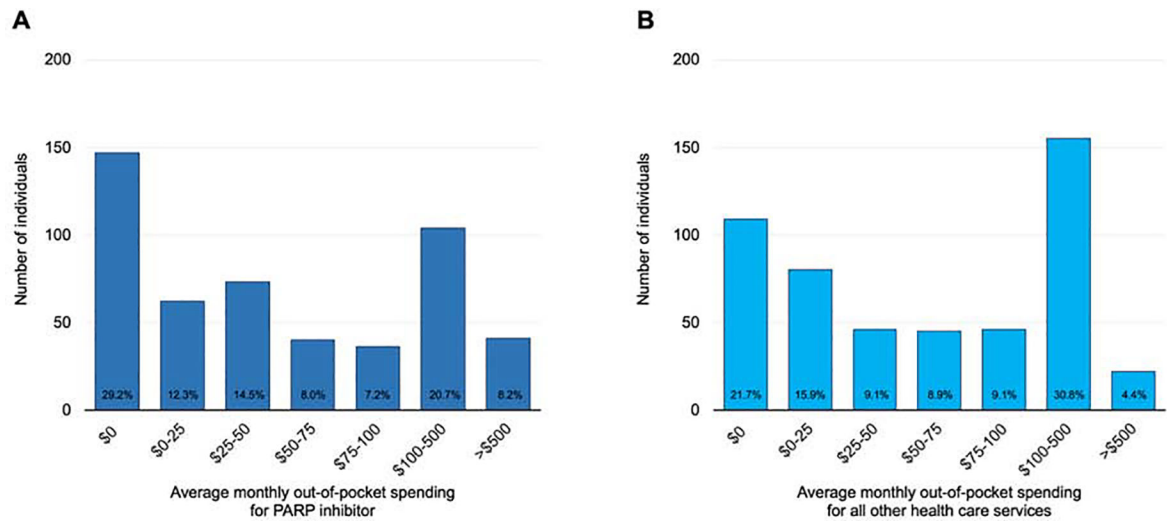 A
200
150
100
50
0
Number of individuals
29.2% 12.3% 14.5% 8.0% 7.2% 20.7% 8.2%
$0 $0-25 $25-50 $50-75 $75-100 $100-500 >$500
Average monthly out-of-pocket spending
for PARP inhibitor
B
200
150
100
50
0
Number of individuals
21.7% 15.9% 9.1% 8.9% 9.1% 30.8% 4.4%
$0 $0-25 $25-50 $50-75 $75-100 $100-500 >$500
Average monthly out-of-pocket spending
for all other health care services